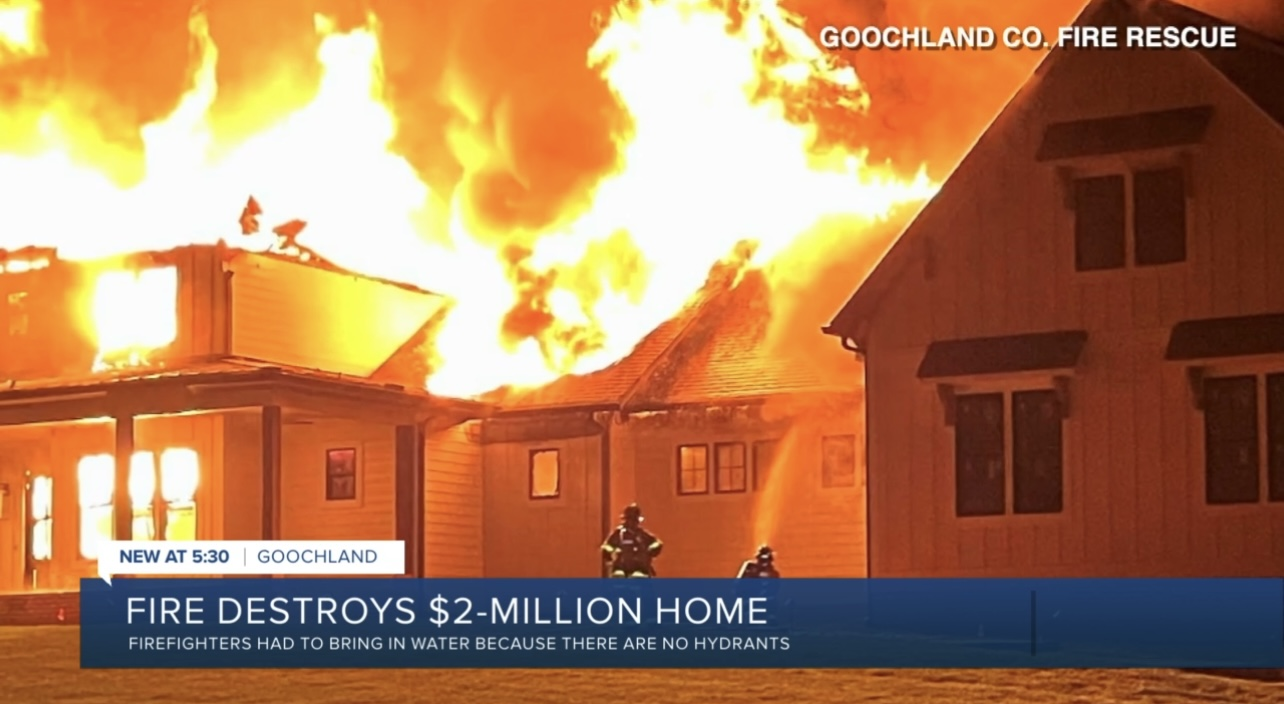 GOOCHLAND CO. FIRE RESCUE
NEW AT 5:30 | GOOCHLAND
FIRE DESTROYS $2-MILLION HOME
FIREFIGHTERS HAD TO BRING IN WATER BECAUSE THERE ARE NO HYDRANTS